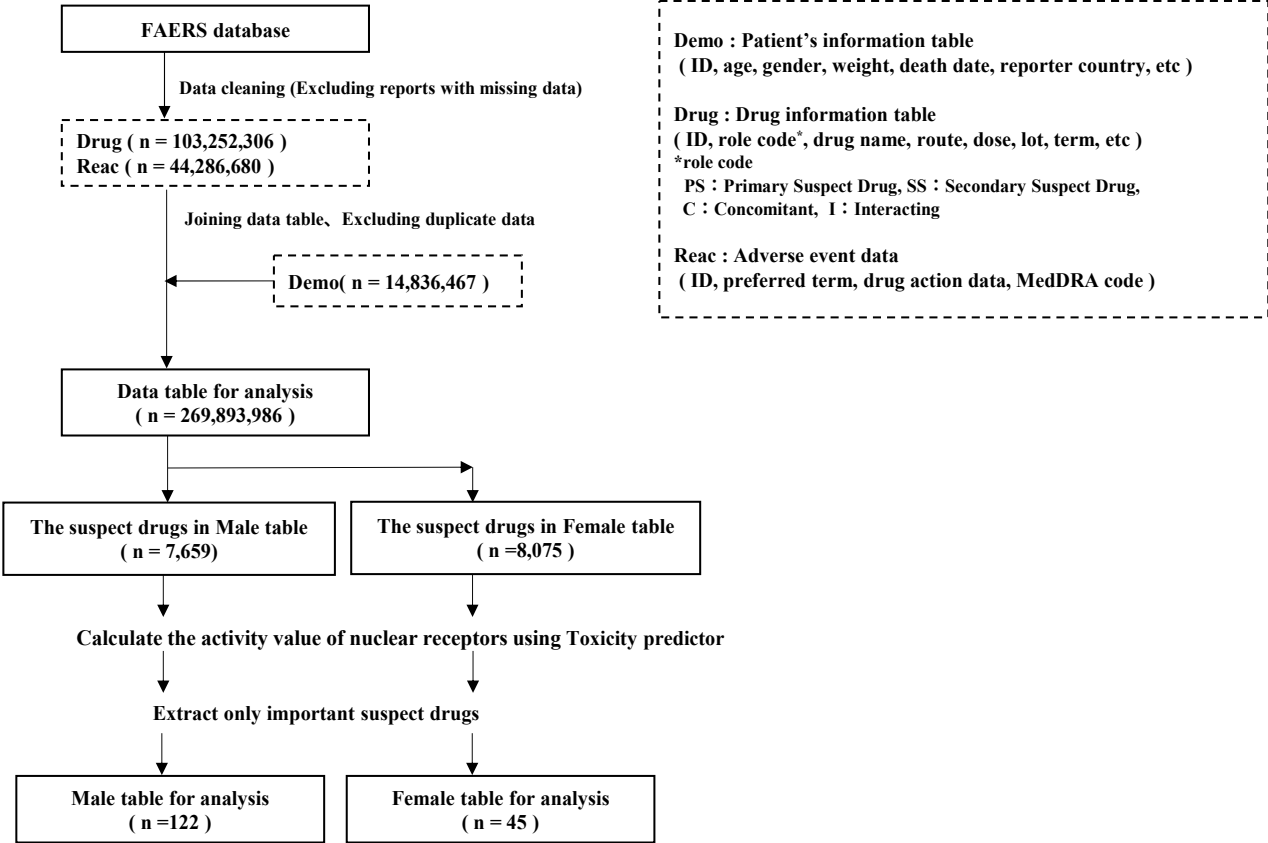 FAERS database
Data cleaning (Excluding reports with missing data)
Drug ( n = 103,252,306 )
Reac ( n = 44,286,680 )
Joining data table、Excluding duplicate data
Demo( n = 14,836,467 )
Data table for analysis
( n = 269,893,986 )
The suspect drugs in Male table
( n = 7,659)
The suspect drugs in Female table
( n =8,075 )
Calculate the activity value of nuclear receptors using Toxicity predictor
Extract only important suspect drugs
Male table for analysis
( n =122 )
Female table for analysis
( n = 45 )
Demo : Patient’s information table
( ID, age, gender, weight, death date, reporter country, etc )
Drug : Drug information table
( ID, role code*, drug name, route, dose, lot, term, etc )
*role code
PS：Primary Suspect Drug, SS：Secondary Suspect Drug,
C：Concomitant, I：Interacting
Reac : Adverse event data
( ID, preferred term, drug action data, MedDRA code )